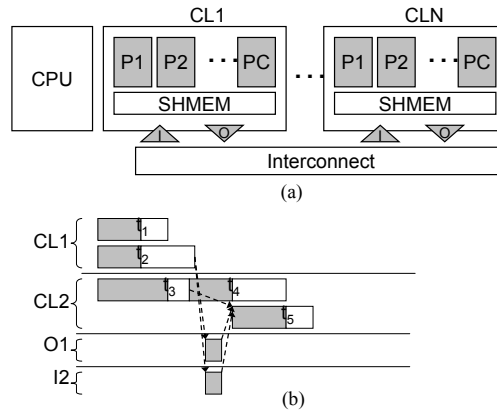 CL1 CLN
CPU P1 P2 ··· PC ··· P1 P2 ··· PC
SHMEM SHMEM
I O I O
Interconnect
(a)
CL1
t1
t2
CL2
t3 t4
t5
O1
I2
(b)